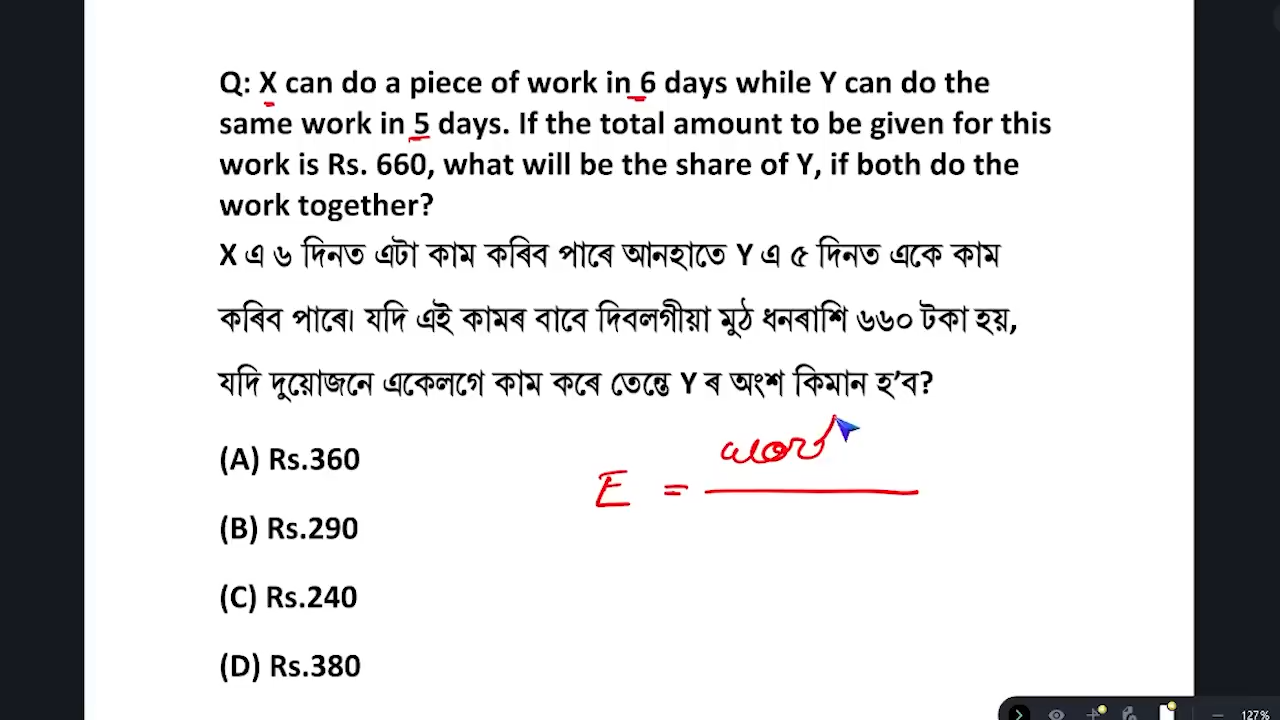 Q: X can do a piece of work in 6 days while Y can do the
same work in 5 days. If the total amount to be given for this
work is Rs. 660, what will be the share of Y, if both do the
work together?
X এ ৬ দিনত এটা কাম কৰিব পাৰে আনহাতে Y এ ৫ দিনত একে কাম
কৰিব পাৰে। যদি এই কামৰ বাবে দিবলগীয়া মুঠ ধনৰাশি ৬৬০ টকা হয়,
যদি দুয়োজনে একেলগে কাম কৰে তেন্তে Y ৰ অংশ কিমান হ’ব?
(A) Rs.360
wor
E =
(B) Rs.290
(C) Rs.240
(D) Rs.380
127%